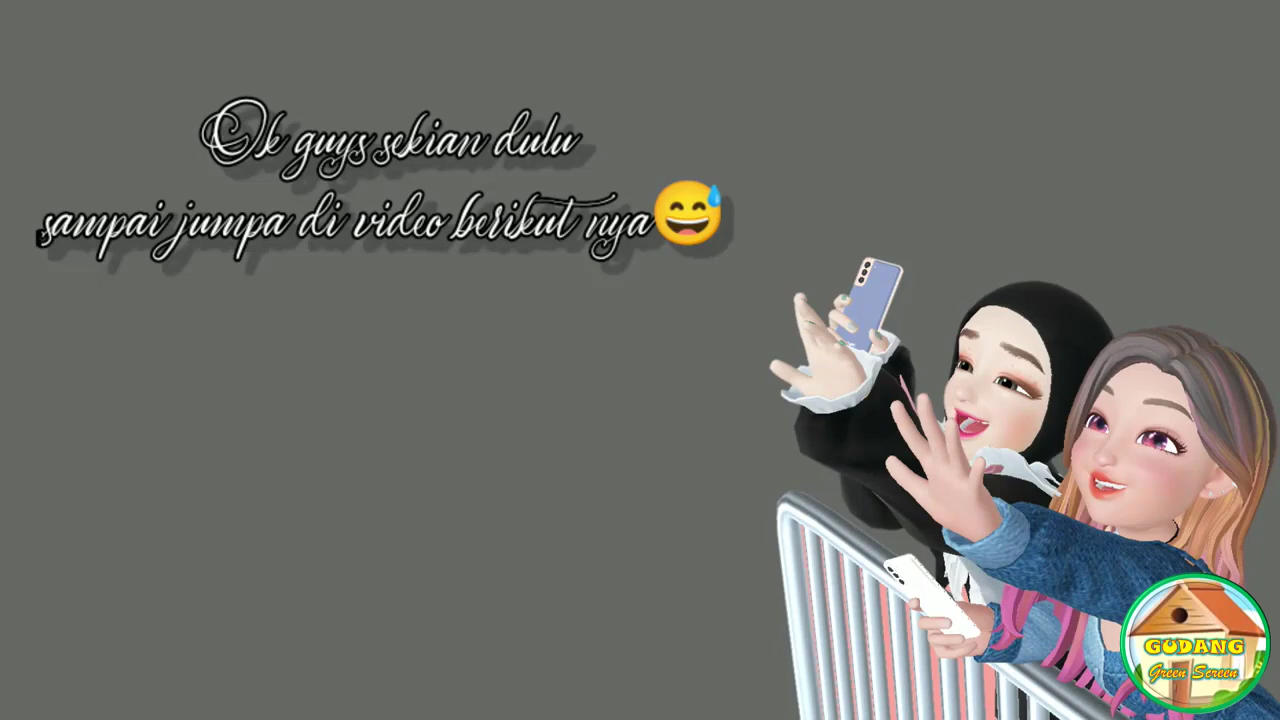 Ok guys sekian dulu
sampai jumpa di video berikut nya😅
GUDANG
Green Screen